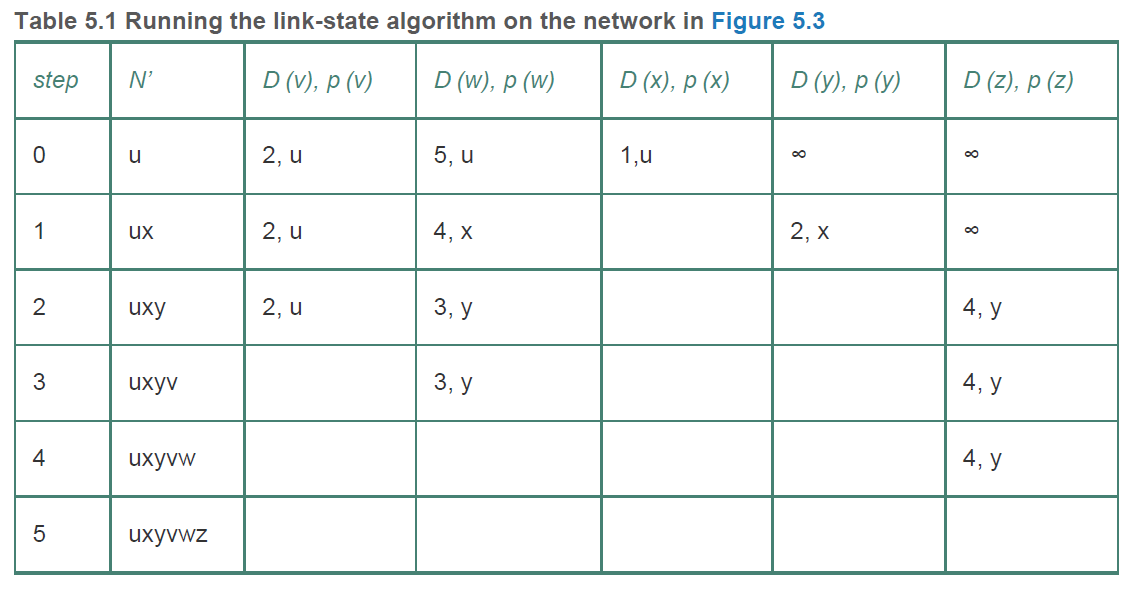 Table 5.1 Running the link-state algorithm on the network in Figure 5.3
step N’ D (v), p (v) D (w), p (w) D (x), p (x) D (y), p (y) D (z), p (z)
0 u 2, u 5, u 1,u ∞ ∞
1 ux 2, u 4, x 2, x ∞
2 uxy 2, u 3, y 4, y
3 uxyv 3, y 4, y
4 uxyvw 4, y
5 uxyvwz